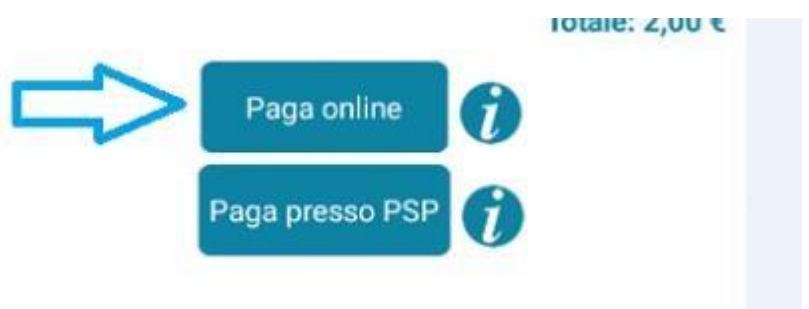 Totale: 2,00 €
Paga online i
Paga presso PSP i